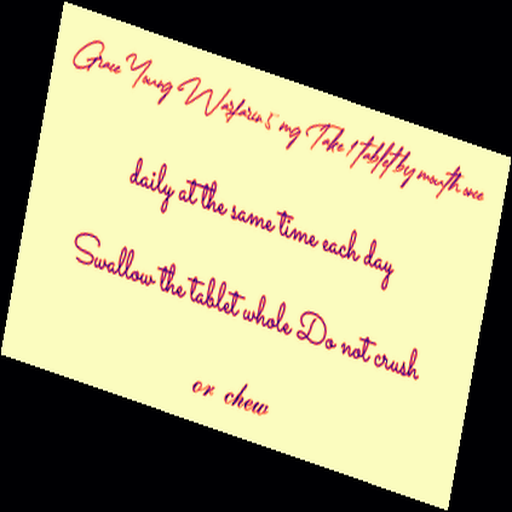 Grace Young Warfarin 5 mg Take 1 tablet by mouth once
daily at the same time each day
Swallow the tablet whole Do not crush
or chew